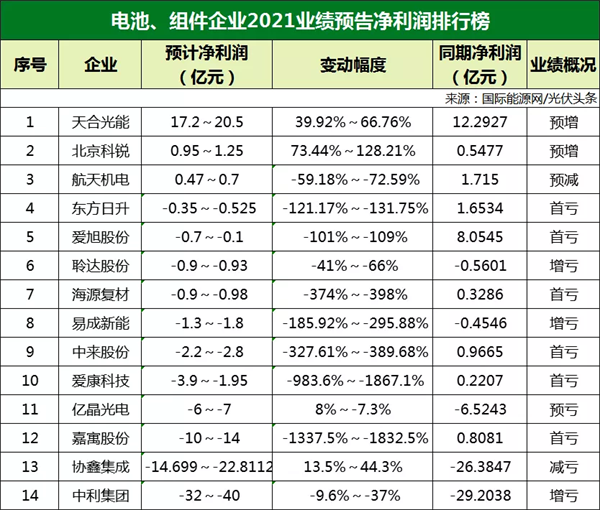 电池、组件企业2021业绩预告净利润排行榜
序号 企业 预计净利润（亿元） 变动幅度 同期净利润（亿元） 业绩概况
来源：国际能源网/光伏头条
1 天合光能 17.2～20.5 39.92%～66.76% 12.2927 预增
2 北京科锐 0.95～1.25 73.44%～128.21% 0.5477 预增
3 航天机电 0.47～0.7 -59.18%～-72.59% 1.715 预减
4 东方日升 -0.35～-0.525 -121.17%～-131.75% 1.6534 首亏
5 爱旭股份 -0.7～-0.1 -101%～-109% 8.0545 首亏
6 聆达股份 -0.9～-0.93 -41%～-66% -0.5601 增亏
7 海源复材 -0.9～-0.98 -374%～-398% 0.3286 首亏
8 易成新能 -1.3～-1.8 -185.92%～-295.88% -0.4546 增亏
9 中来股份 -2.2～-2.8 -327.61%～-389.68% 0.9665 首亏
10 爱康科技 -3.9～-1.95 -983.6%～-1867.1% 0.2207 首亏
11 亿晶光电 -6～-7 8%～-7.3% -6.5243 预亏
12 嘉寓股份 -10～-14 -1337.5%～-1832.5% 0.8081 首亏
13 协鑫集成 -14.699～-22.8112 13.5%～44.3% -26.3847 减亏
14 中利集团 -32～-40 -9.6%～-37% -29.2038 增亏